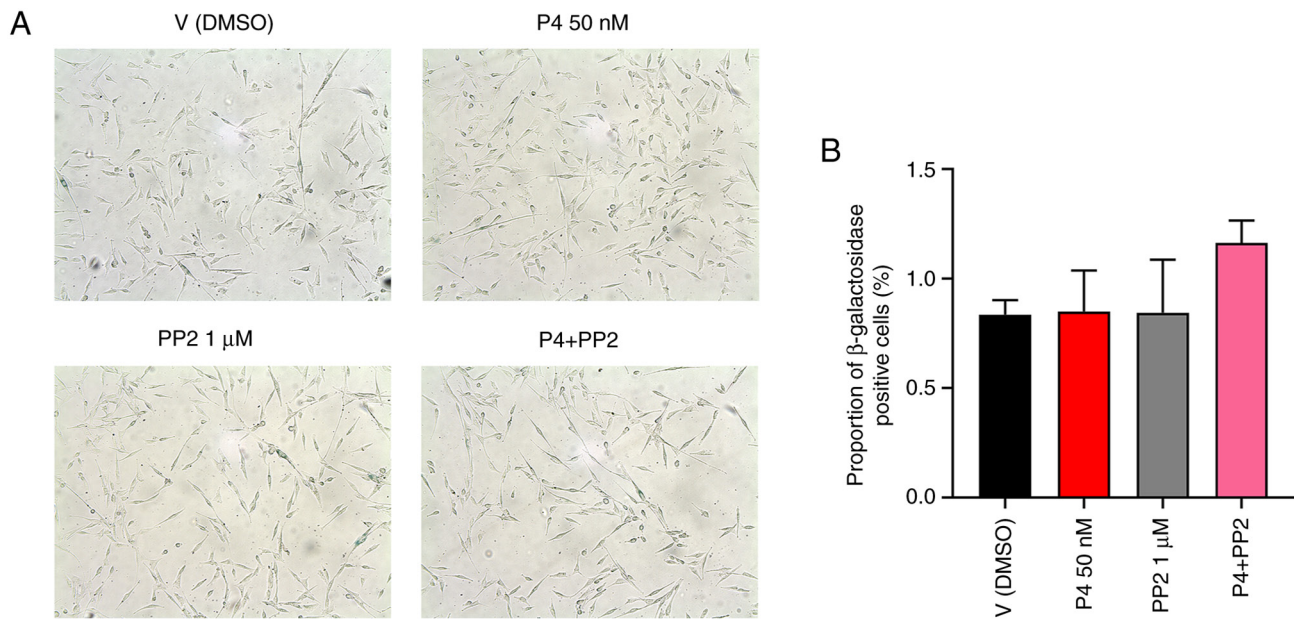 A
V (DMSO)
P4 50 nM
PP2 1 μM
P4+PP2
B
Proportion of β-galactosidase
positive cells (%)
1.5
1.0
0.5
0.0
V (DMSO)
P4 50 nM
PP2 1 μM
P4+PP2